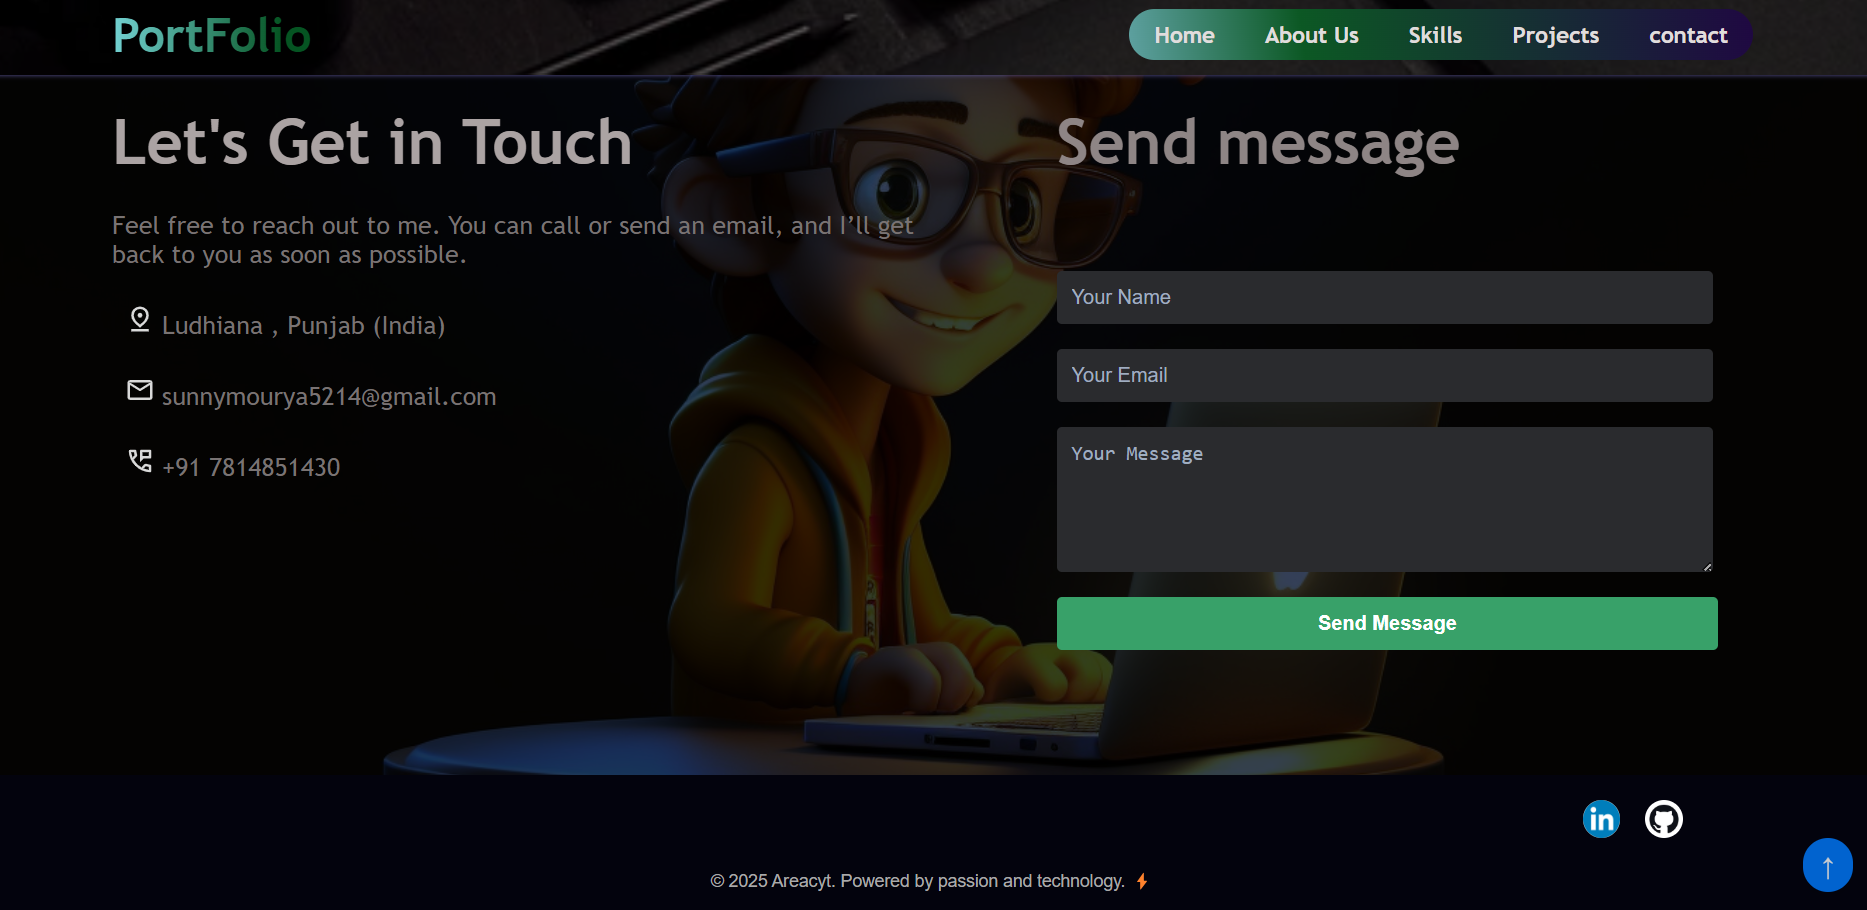 PortFolio
Home About Us Skills Projects contact
Let's Get in Touch
Feel free to reach out to me. You can call or send an email, and I’ll get
back to you as soon as possible.
Ludhiana , Punjab (India)
sunnymourya5214@gmail.com
+91 7814851430
Send message
Your Name
Your Email
Your Message
Send Message
in
© 2025 Areacyt. Powered by passion and technology.